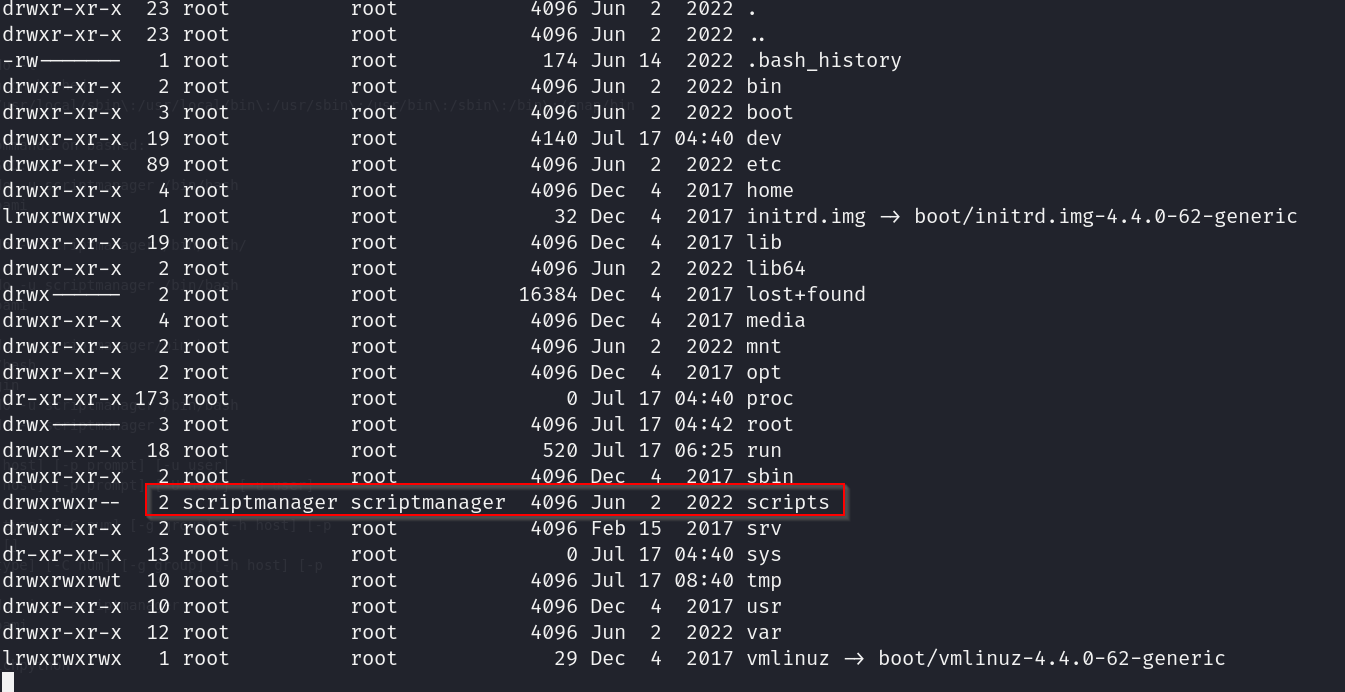 drwxr-xr-x  23 root          root           4096 Jun  2  2022 .
drwxr-xr-x  23 root          root           4096 Jun  2  2022 ..
-rw-------   1 root          root            174 Jun 14  2022 .bash_history
drwxr-xr-x   2 root          root           4096 Jun  2  2022 bin
drwxr-xr-x   3 root          root           4096 Jun  2  2022 boot
drwxr-xr-x  19 root          root           4140 Jul 17 04:40 dev
drwxr-xr-x  89 root          root           4096 Jun  2  2022 etc
drwxr-xr-x   4 root          root           4096 Dec  4  2017 home
lrwxrwxrwx   1 root          root             32 Dec  4  2017 initrd.img -> boot/initrd.img-4.4.0-62-generic
drwxr-xr-x  19 root          root           4096 Dec  4  2017 lib
drwxr-xr-x   2 root          root           4096 Jun  2  2022 lib64
drwx------   2 root          root          16384 Dec  4  2017 lost+found
drwxr-xr-x   4 root          root           4096 Dec  4  2017 media
drwxr-xr-x   2 root          root           4096 Jun  2  2022 mnt
drwxr-xr-x   2 root          root           4096 Dec  4  2017 opt
dr-xr-xr-x 173 root          root              0 Jul 17 04:40 proc
drwx------   3 root          root           4096 Jul 17 04:42 root
drwxr-xr-x  18 root          root            520 Jul 17 06:25 run
drwxr-xr-x   2 root          root           4096 Dec  4  2017 sbin
drwxrwxr--   2 scriptmanager scriptmanager  4096 Jun  2  2022 scripts
drwxr-xr-x   2 root          root           4096 Feb 15  2017 srv
dr-xr-xr-x  13 root          root              0 Jul 17 04:40 sys
drwxrwxrwt  10 root          root           4096 Jul 17 08:40 tmp
drwxr-xr-x  10 root          root           4096 Dec  4  2017 usr
drwxr-xr-x  12 root          root           4096 Jun  2  2022 var
lrwxrwxrwx   1 root          root             29 Dec  4  2017 vmlinuz -> boot/vmlinuz-4.4.0-62-generic